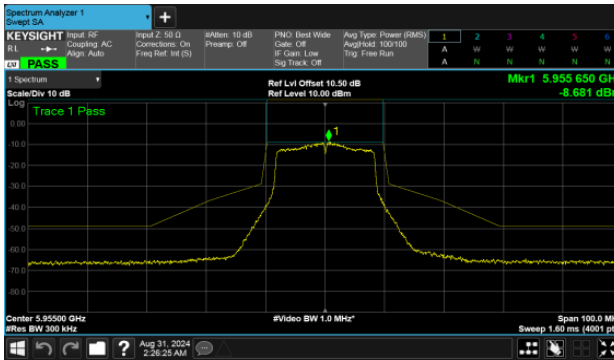 Spectrum Analyzer 1
Swept SA
+
KEYSIGHT Input: RF Input Z: 50 Ω #Atten: 10 dB PNO: Best Wide Avg Type: Power (RMS) 1 2 3 4 5 6
RL Coupling: AC Corrections: On Preamp: Off Gate: Off Avg|Hold: 100/100 A W W W W W
Align: Auto Freq Ref: Int (S) IF Gain: Low Trig: Free Run
LXI PASS Sig Track: Off A N N N N N
1 Spectrum Ref Lvl Offset 10.50 dB Mkr1 5.955 650 GH
Scale/Div 10 dB Ref Level 10.00 dBm -8.681 dBm
Log Trace 1 Pass
1
0.00
-10.0
-20.0
-30.0
-40.0
-50.0
-60.0
-70.0
-80.0
Center 5.95500 GHz #Video BW 1.0 MHz* Span 100.0 MH
#Res BW 300 kHz Sweep 1.60 ms (4001 pt
? Aug 31, 2024
2:26:25 AM